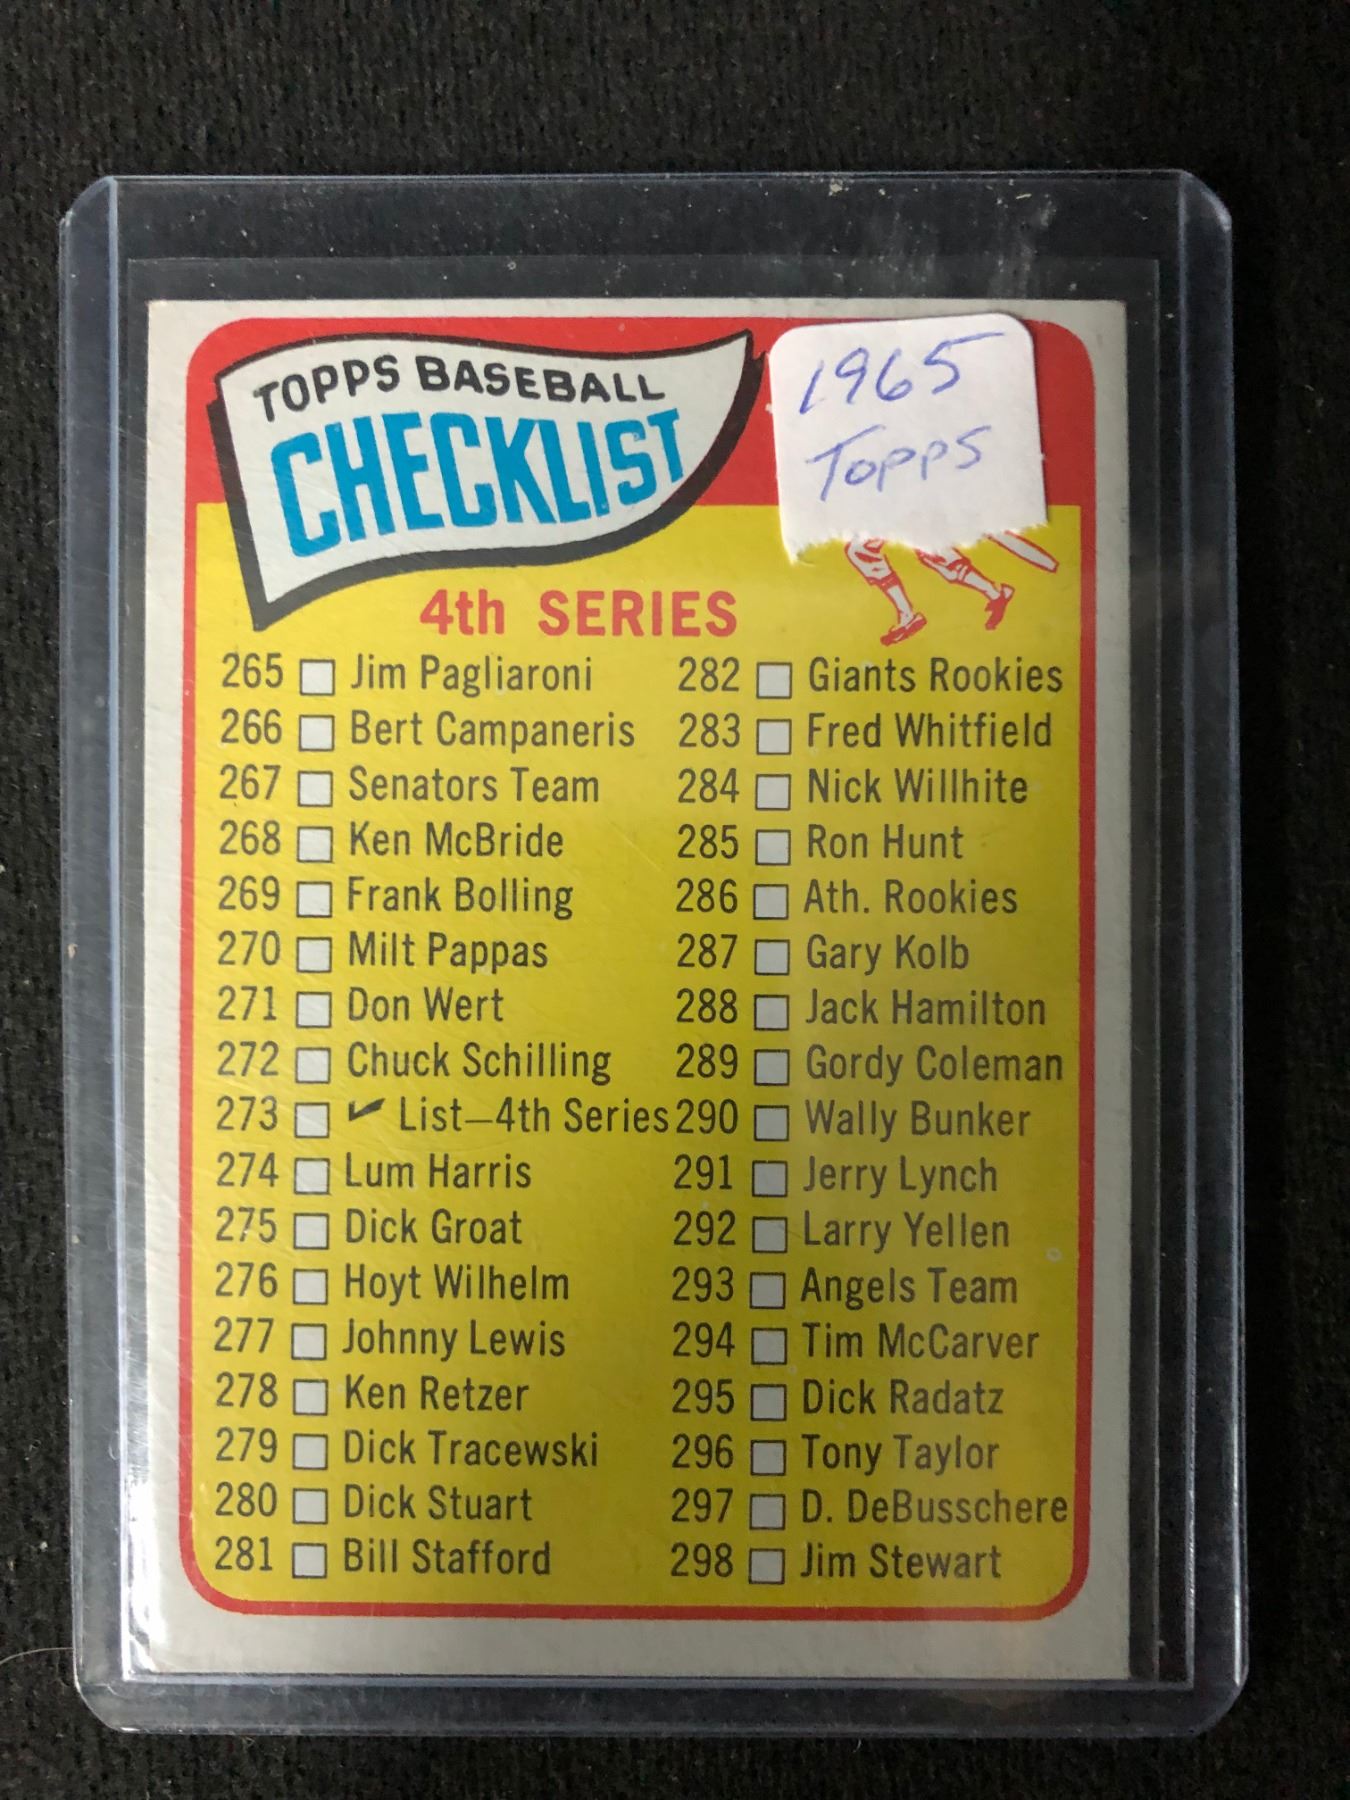 TOPPS BASEBALL
CHECKLIST
1965
Topps
4th SERIES
265 Jim Pagliaroni
266 Bert Campaneris
267 Senators Team
268 Ken McBride
269 Frank Bolling
270 Milt Pappas
271 Don Wert
272 Chuck Schilling
273 ✔ List—4th Series
274 Lum Harris
275 Dick Groat
276 Hoyt Wilhelm
277 Johnny Lewis
278 Ken Retzer
279 Dick Tracewski
280 Dick Stuart
281 Bill Stafford
282 Giants Rookies
283 Fred Whitfield
284 Nick Willhite
285 Ron Hunt
286 Ath. Rookies
287 Gary Kolb
288 Jack Hamilton
289 Gordy Coleman
290 Wally Bunker
291 Jerry Lynch
292 Larry Yellen
293 Angels Team
294 Tim McCarver
295 Dick Radatz
296 Tony Taylor
297 D. DeBusschere
298 Jim Stewart